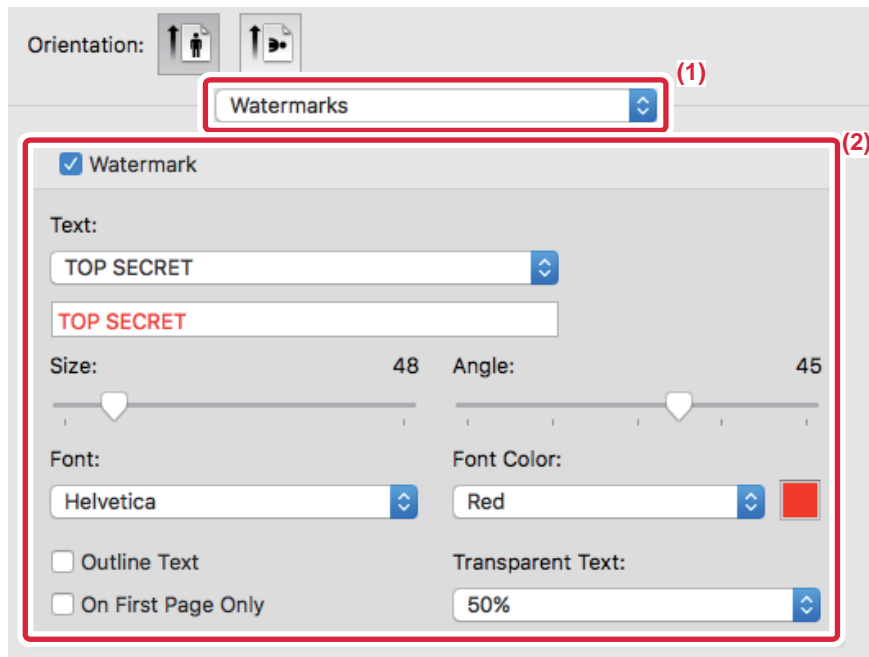 Orientation:
(1)
Watermarks
(2)
Watermark
Text:
TOP SECRET
TOP SECRET
Size: 48 Angle: 45
Font: Font Color:
Helvetica Red
Outline Text Transparent Text:
On First Page Only 50%